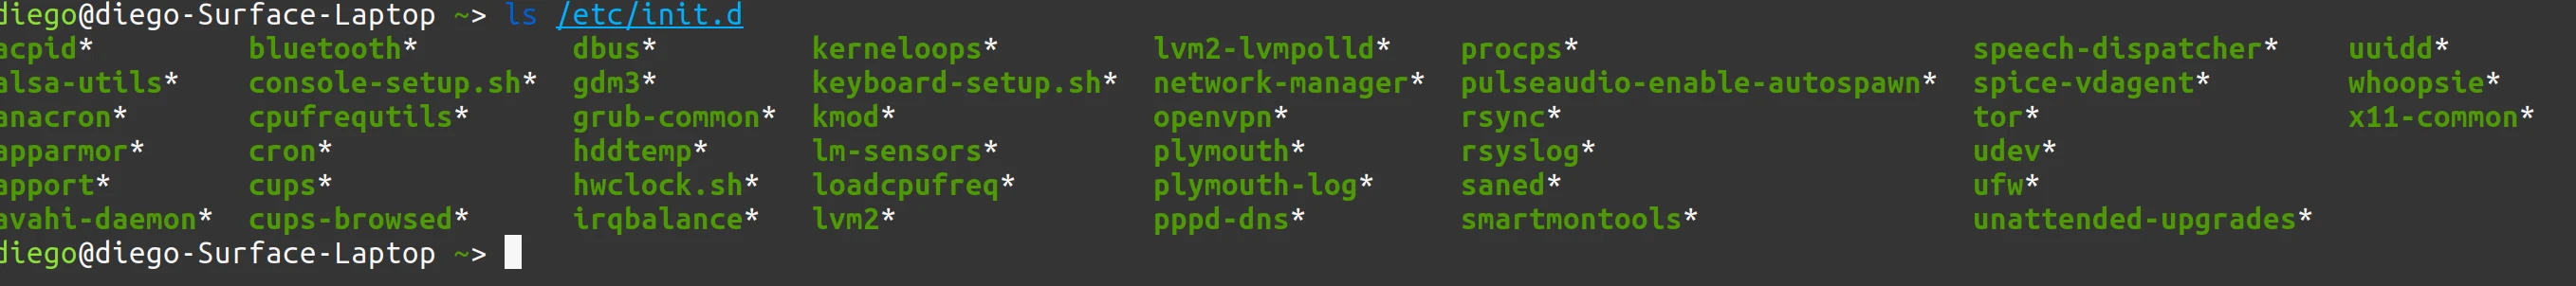 diego@diego-Surface-Laptop ~> ls /etc/init.d
acpid* bluetooth* dbus* kerneloops* lvm2-lvmpolld* procps* speech-dispatcher* uuidd*
alsa-utils* console-setup.sh* gdm3* keyboard-setup.sh* network-manager* pulseaudio-enable-autospawn* spice-vdagent* whoopsie*
anacron* cpufrequtils* grub-common* kmod* openvpn* rsync* tor* x11-common*
apparmor* cron* hddtemp* lm-sensors* plymouth* rsyslog* udev*
apport* cups* hwclock.sh* loadcpufreq* plymouth-log* saned* ufw*
avahi-daemon* cups-browsed* irqbalance* lvm2* pppd-dns* smartmontools* unattended-upgrades*
diego@diego-Surface-Laptop ~>